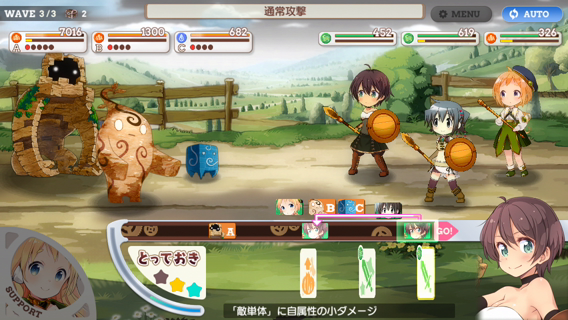 WAVE 3/3 2
通常攻撃
MENU
AUTO
7016
1300
682
452
619
326
A
B
C
B C
A
GO!
とっておき
SUPPORT
「敵単体」に自属性の小ダメージ